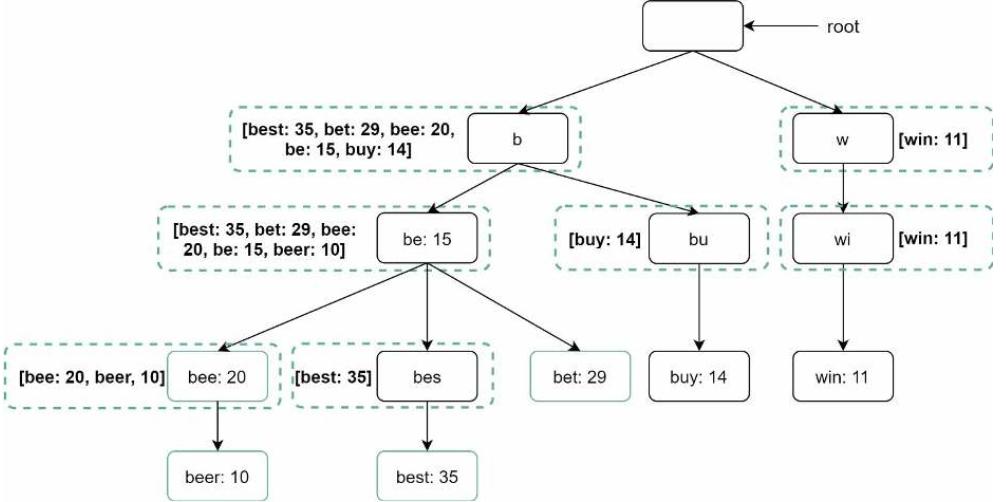 root
[best: 35, bet: 29, bee: 20,
be: 15, buy: 14]
b
w
[win: 11]
[best: 35, bet: 29, bee:
20, be: 15, beer: 10]
be: 15
[buy: 14]
bu
wi
[win: 11]
[bee: 20, beer, 10]
bee: 20
[best: 35]
bes
bet: 29
buy: 14
win: 11
beer: 10
best: 35